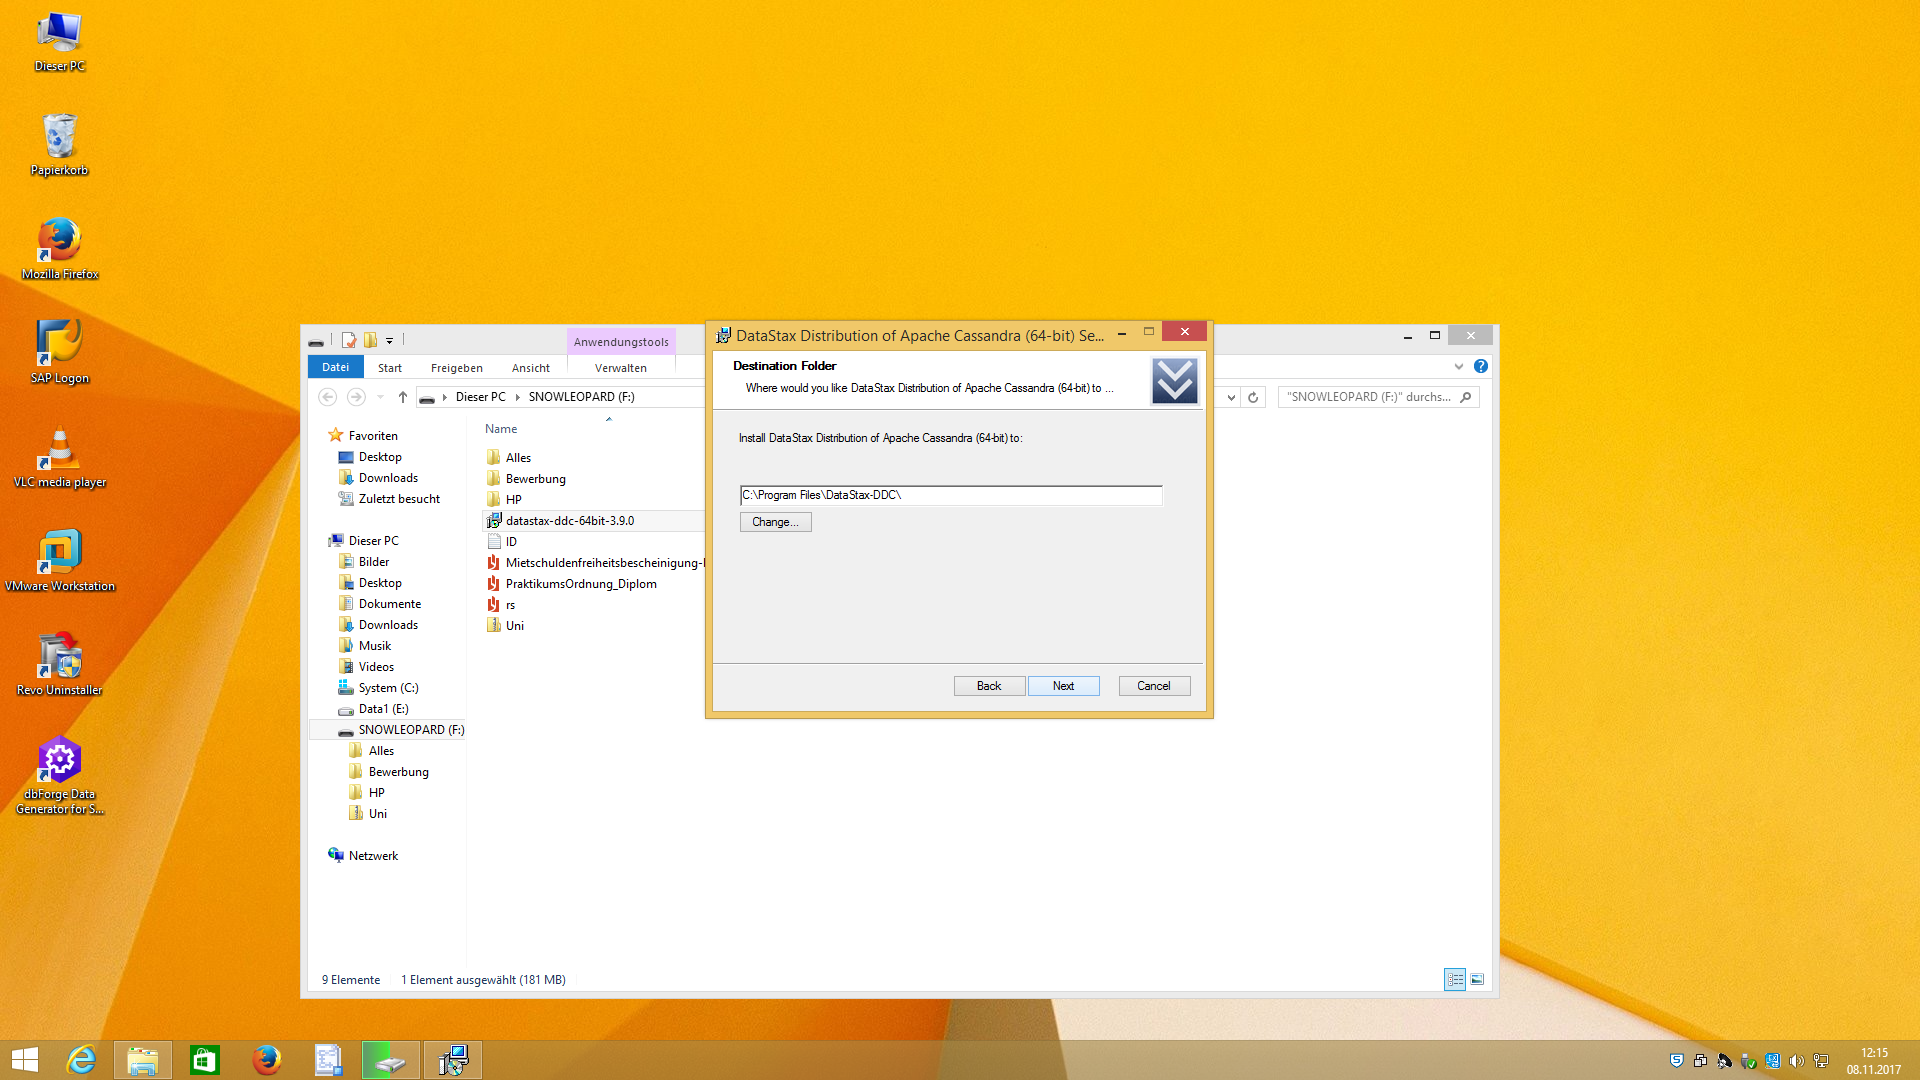 Dieser PC
Papierkorb
Mozilla Firefox
SAP Logon
VLC media player
VMware Workstation
Revo Uninstaller
dbForge Data
Generator for S...
Anwendungstools
Datei
Start
Freigeben
Ansicht
Verwalten
Dieser PC
SNOWLEOPARD (F:)
"SNOWLEOPARD (F:)" durchs...
Favoriten
Desktop
Downloads
Zuletzt besucht
Dieser PC
Bilder
Desktop
Dokumente
Downloads
Musik
Videos
System (C:)
Data1 (E:)
SNOWLEOPARD (F:)
Alles
Bewerbung
HP
Uni
Netzwerk
Name
Alles
Bewerbung
HP
datastax-ddc-64bit-3.9.0
ID
Mietschuldenfreiheitsbescheinigung-
PraktikumsOrdnung_Diplom
rs
Uni
9 Elemente
1 Element ausgewählt (181 MB)
DataStax Distribution of Apache Cassandra (64-bit) Se...
Destination Folder
Where would you like DataStax Distribution of Apache Cassandra (64-bit) to ...
Install DataStax Distribution of Apache Cassandra (64-bit) to:
C:\Program Files\DataStax-DDC\
Change...
Back
Next
Cancel
12:15
08.11.2017